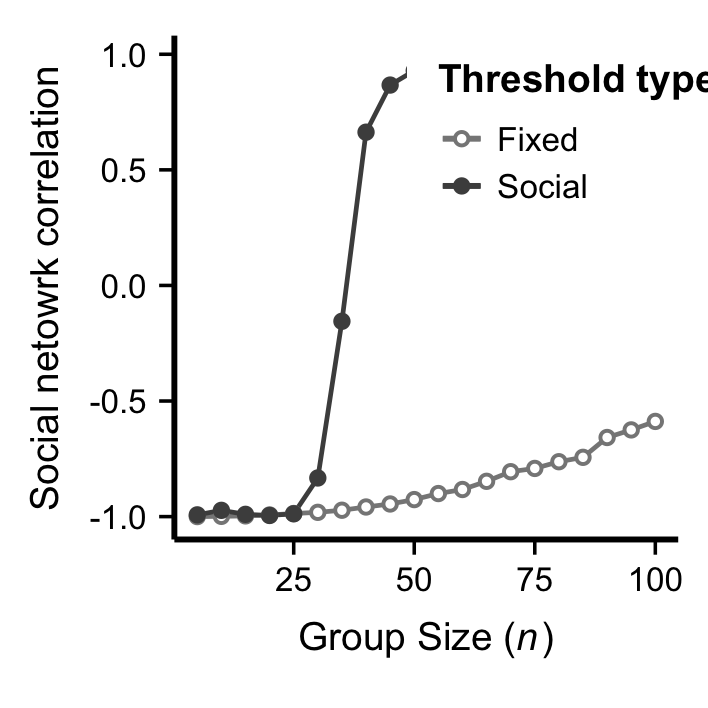 Social netowrk correlation
1.0
0.5
0.0
-0.5
-1.0
Threshold type
Fixed
Social
25 50 75 100
Group Size (n)